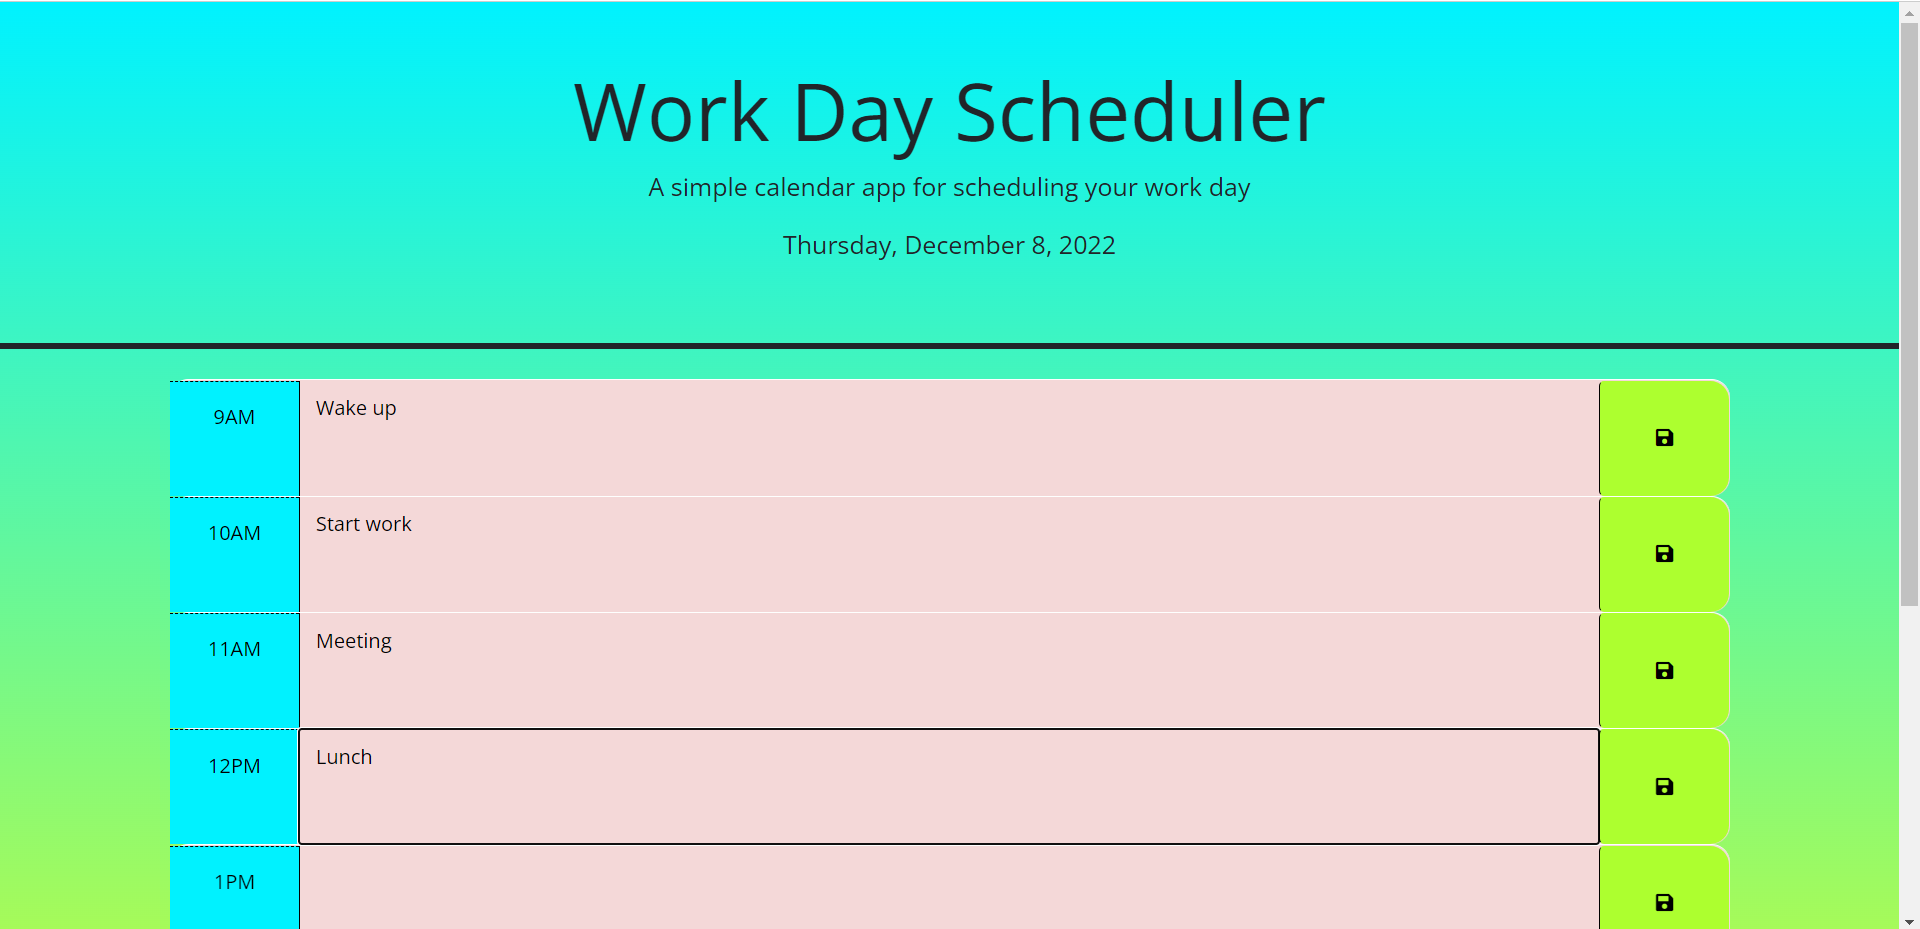 Work Day Scheduler
A simple calendar app for scheduling your work day
Thursday, December 8, 2022
9AM
Wake up
10AM
Start work
11AM
Meeting
12PM
Lunch
1PM